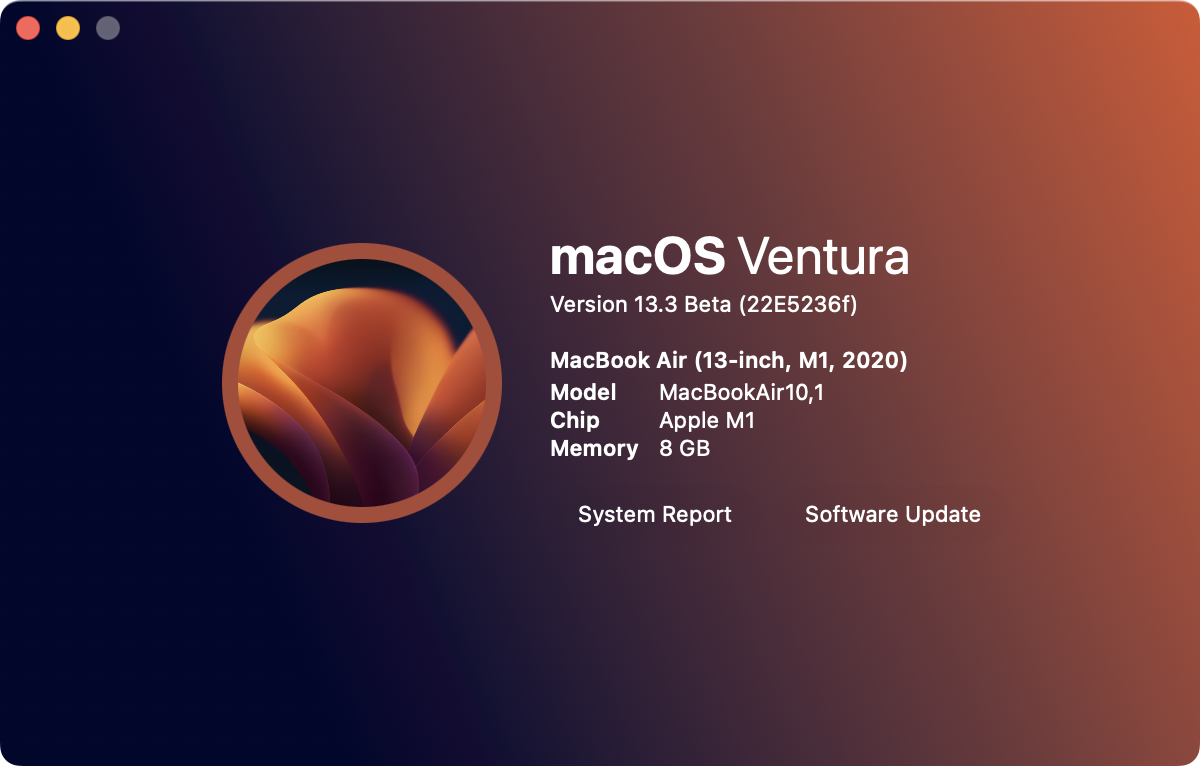 macOS Ventura
Version 13.3 Beta (22E5236f)
MacBook Air (13-inch, M1, 2020)
Model MacBookAir10,1
Chip Apple M1
Memory 8 GB
System Report Software Update